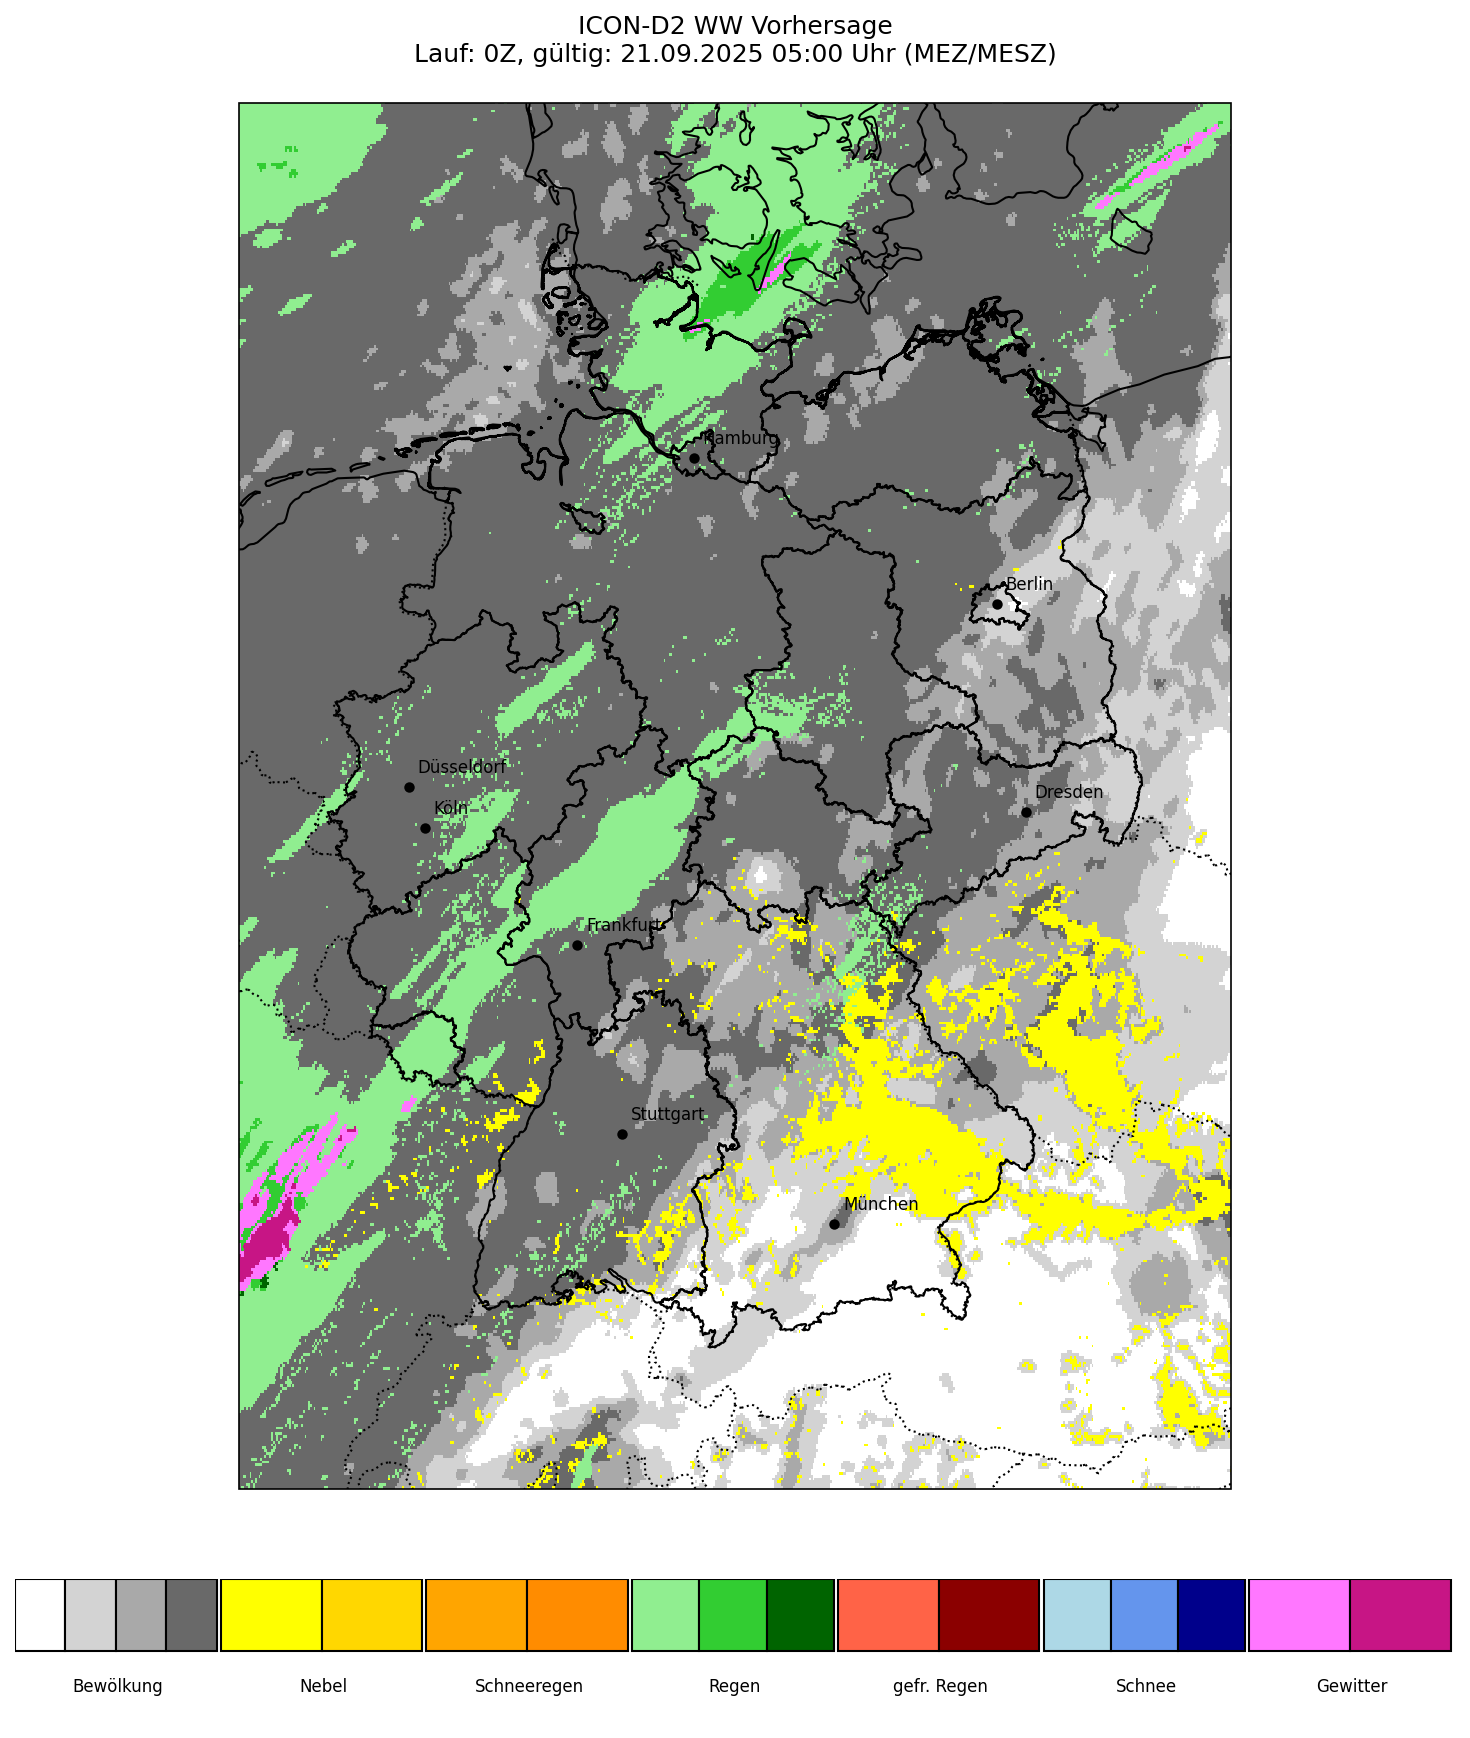 ICON-D2 WW Vorhersage
Lauf: 0Z, gültig: 21.09.2025 05:00 Uhr (MEZ/MESZ)
Hamburg
Berlin
Düsseldorf
Köln
Dresden
Frankfurt
Stuttgart
München
Bewölkung
Nebel
Schneeregen
Regen
gefr. Regen
Schnee
Gewitter